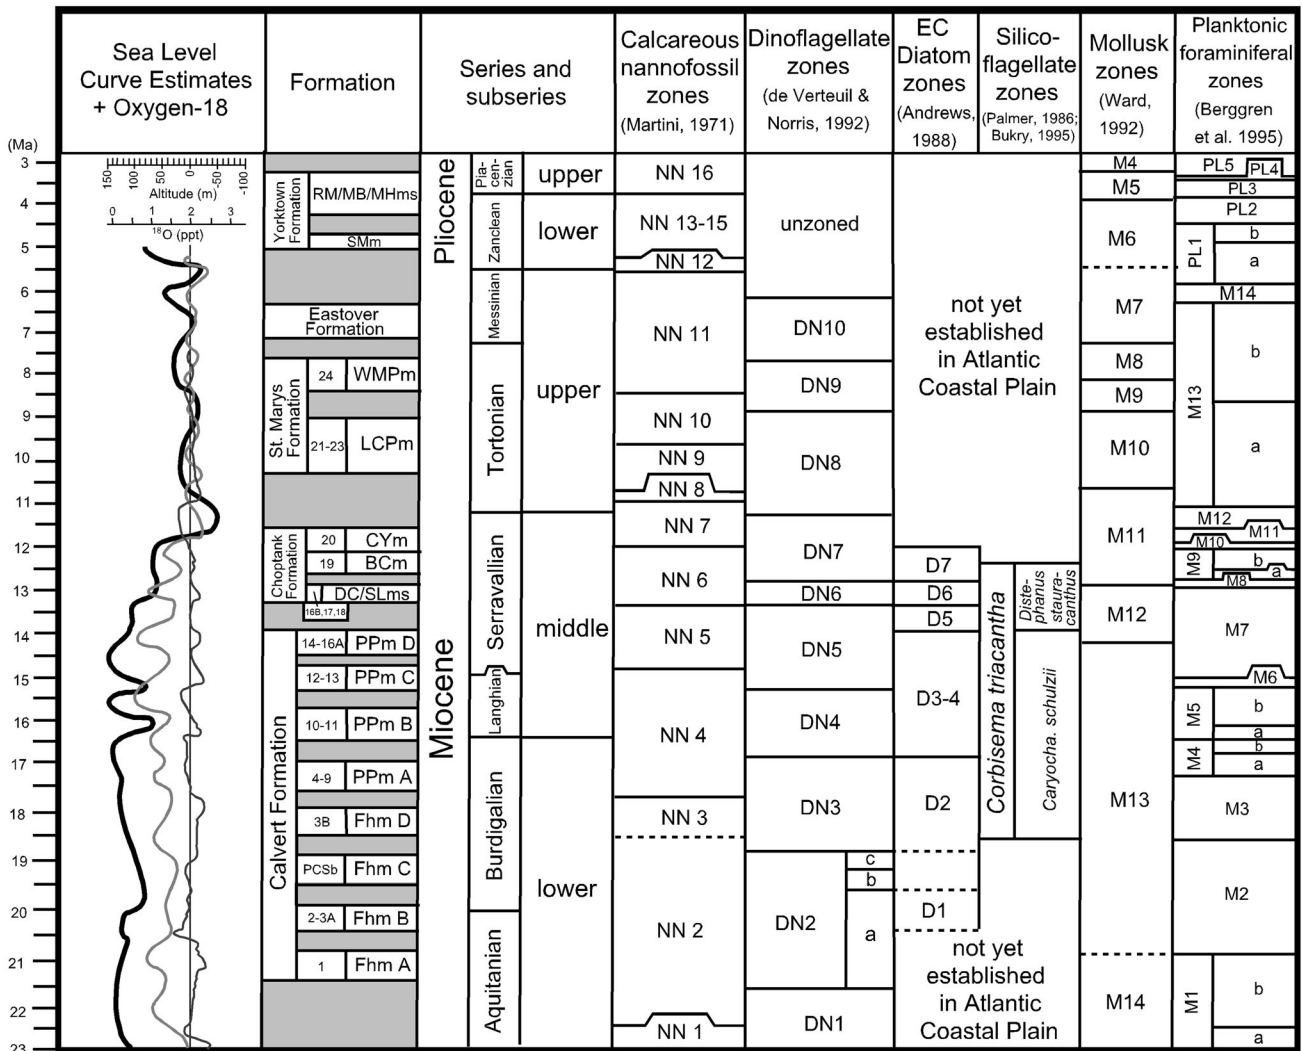 Sea Level
Curve Estimates
+ Oxygen-18
Formation
Series and
subseries
Calcareous
nannofossil
zones
(Martini, 1971)
Dinoflagellate
zones
(de Verteuil &
Norris, 1992)
EC
Diatom
zones
(Andrews,
1988)
Silico-
flagellate
zones
(Palmer, 1986;
Bukry, 1995)
Mollusk
zones
(Ward,
1992)
Planktonic
foraminiferal
zones
(Berggren
et al. 1995)
(Ma)
3
4
5
6
7
8
9
10
11
12
13
14
15
16
17
18
19
20
21
22
23
150 100 50 0 -50 -100
Altitude (m)
0 1 2 3
18O (ppt)
Yorktown
Formation
RM/MB/MHms
SMm
Eastover
Formation
St. Marys
Formation
24 WMPm
21-23 LCPm
Choptank
Formation
20 CYm
19 BCm
DC/SLms
16B,17,18
Calvert Formation
14-16A PPm D
12-13 PPm C
10-11 PPm B
4-9 PPm A
3B Fhm D
PCSb Fhm C
2-3A Fhm B
1 Fhm A
Pliocene
Miocene
Pia-
cen-
zian
Zanclean
Messinian
Tortonian
Serravallian
Langhian
Burdigalian
Aquitanian
upper
lower
upper
middle
lower
NN 16
NN 13-15
NN 12
NN 11
NN 10
NN 9
NN 8
NN 7
NN 6
NN 5
NN 4
NN 3
NN 2
NN 1
unzoned
DN10
DN9
DN8
DN7
DN6
DN5
DN4
DN3
DN2
c
b
a
DN1
not yet
established
in Atlantic
Coastal Plain
D7
D6
D5
D3-4
D2
D1
Corbisema triacantha
Diste-
phanus
staura-
canthus
Caryocha. schulzii
not yet
established
in Atlantic
Coastal Plain
M4
M5
M6
M7
M8
M9
M10
M11
M12
M13
M14
PL5 PL4
PL3
PL2
PL1
b
a
M14
M13
b
a
M12
M11
M10
M9
b
a
M8
M7
M6
M5
b
a
M4
b
a
M3
M2
M1
b
a